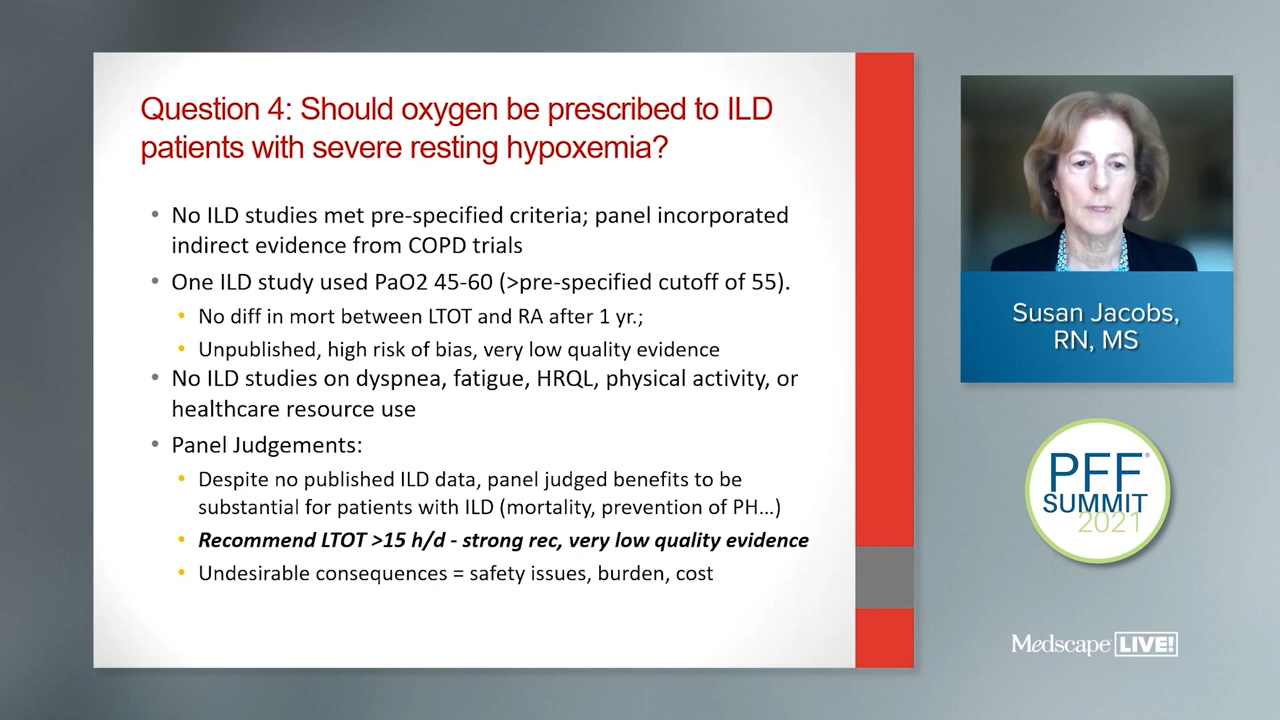 Question 4: Should oxygen be prescribed to ILD
patients with severe resting hypoxemia?
• No ILD studies met pre-specified criteria; panel incorporated
indirect evidence from COPD trials
• One ILD study used PaO2 45-60 (>pre-specified cutoff of 55).
• No diff in mort between LTOT and RA after 1 yr.;
• Unpublished, high risk of bias, very low quality evidence
• No ILD studies on dyspnea, fatigue, HRQL, physical activity, or
healthcare resource use
• Panel Judgements:
• Despite no published ILD data, panel judged benefits to be
substantial for patients with ILD (mortality, prevention of PH...)
• Recommend LTOT >15 h/d - strong rec, very low quality evidence
• Undesirable consequences = safety issues, burden, cost
Susan Jacobs,
RN, MS
PFF®
SUMMIT
2021
Medscape LIVE!